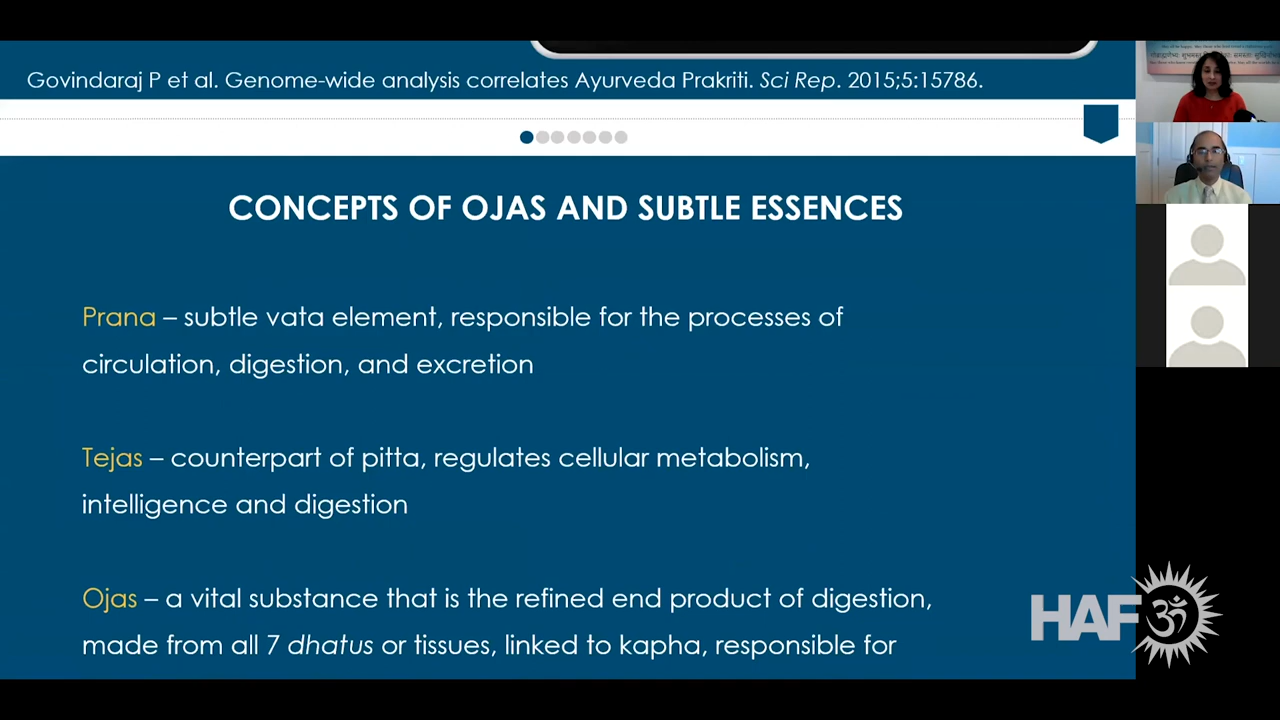 Govindaraj P et al. Genome-wide analysis correlates Ayurveda Prakriti. Sci Rep. 2015;5:15786.
CONCEPTS OF OJAS AND SUBTLE ESSENCES
Prana – subtle vata element, responsible for the processes of
circulation, digestion, and excretion
Tejas – counterpart of pitta, regulates cellular metabolism,
intelligence and digestion
Ojas – a vital substance that is the refined end product of digestion,
made from all 7 dhatus or tissues, linked to kapha, responsible for
HAF ॐ